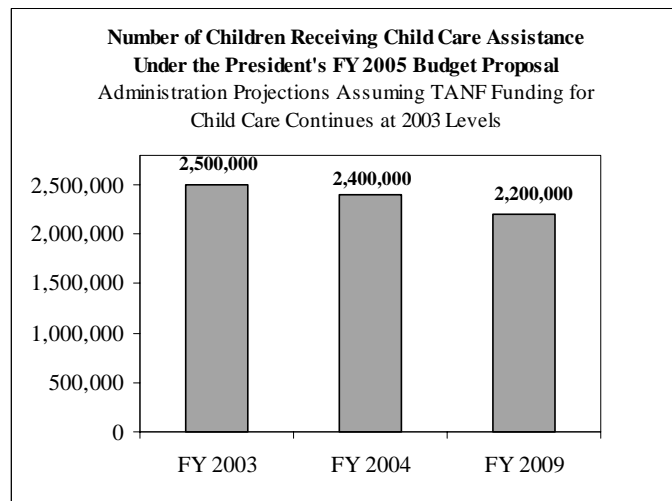 Number of Children Receiving Child Care Assistance
Under the President's FY 2005 Budget Proposal
Administration Projections Assuming TANF Funding for
Child Care Continues at 2003 Levels
2,500,000
2,400,000
2,200,000
2,500,000
2,000,000
1,500,000
1,000,000
500,000
0
FY 2003
FY 2004
FY 2009